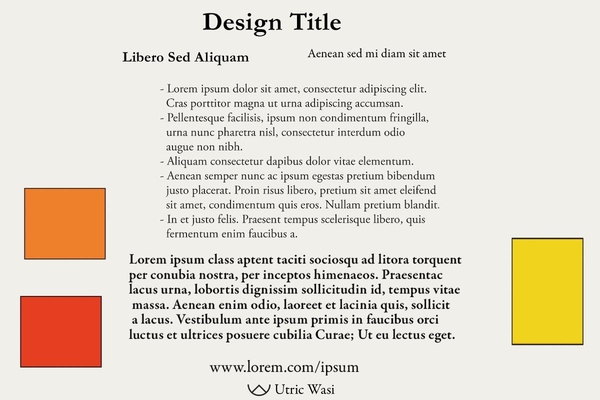 Design Title
Libero Sed Aliquam
Aenean sed mi diam sit amet
- Lorem ipsum dolor sit amet, consectetur adipiscing elit.
Cras porttitor magna ut urna adipiscing accumsan.
- Pellentesque facilisis, ipsum non condimentum fringilla,
urna nunc pharetra nisl, consectetur interdum odio
augue non nibh.
- Aliquam consectetur dapibus dolor vitae elementum.
- Aenean semper nunc ac ipsum egestas pretium bibendum
justo placerat. Proin risus libero, pretium sit amet eleifend
sit amet, condimentum quis eros. Nullam pretium blandit.
- In et justo felis. Praesent tempus scelerisque libero, quis
fermentum enim faucibus a.
Lorem ipsum class aptent taciti sociosqu ad litora torquent
per conubia nostra, per inceptos himenaeos. Praesentac
lacus urna, lobortis dignissim sollicitudin id, tempus vitae
massa. Aenean enim odio, laoreet et lacinia quis, sollicit
a lacus. Vestibulum ante ipsum primis in faucibus orci
luctus et ultrices posuere cubilia Curae; Ut eu lectus eget.
www.lorem.com/ipsum
Utric Wasi